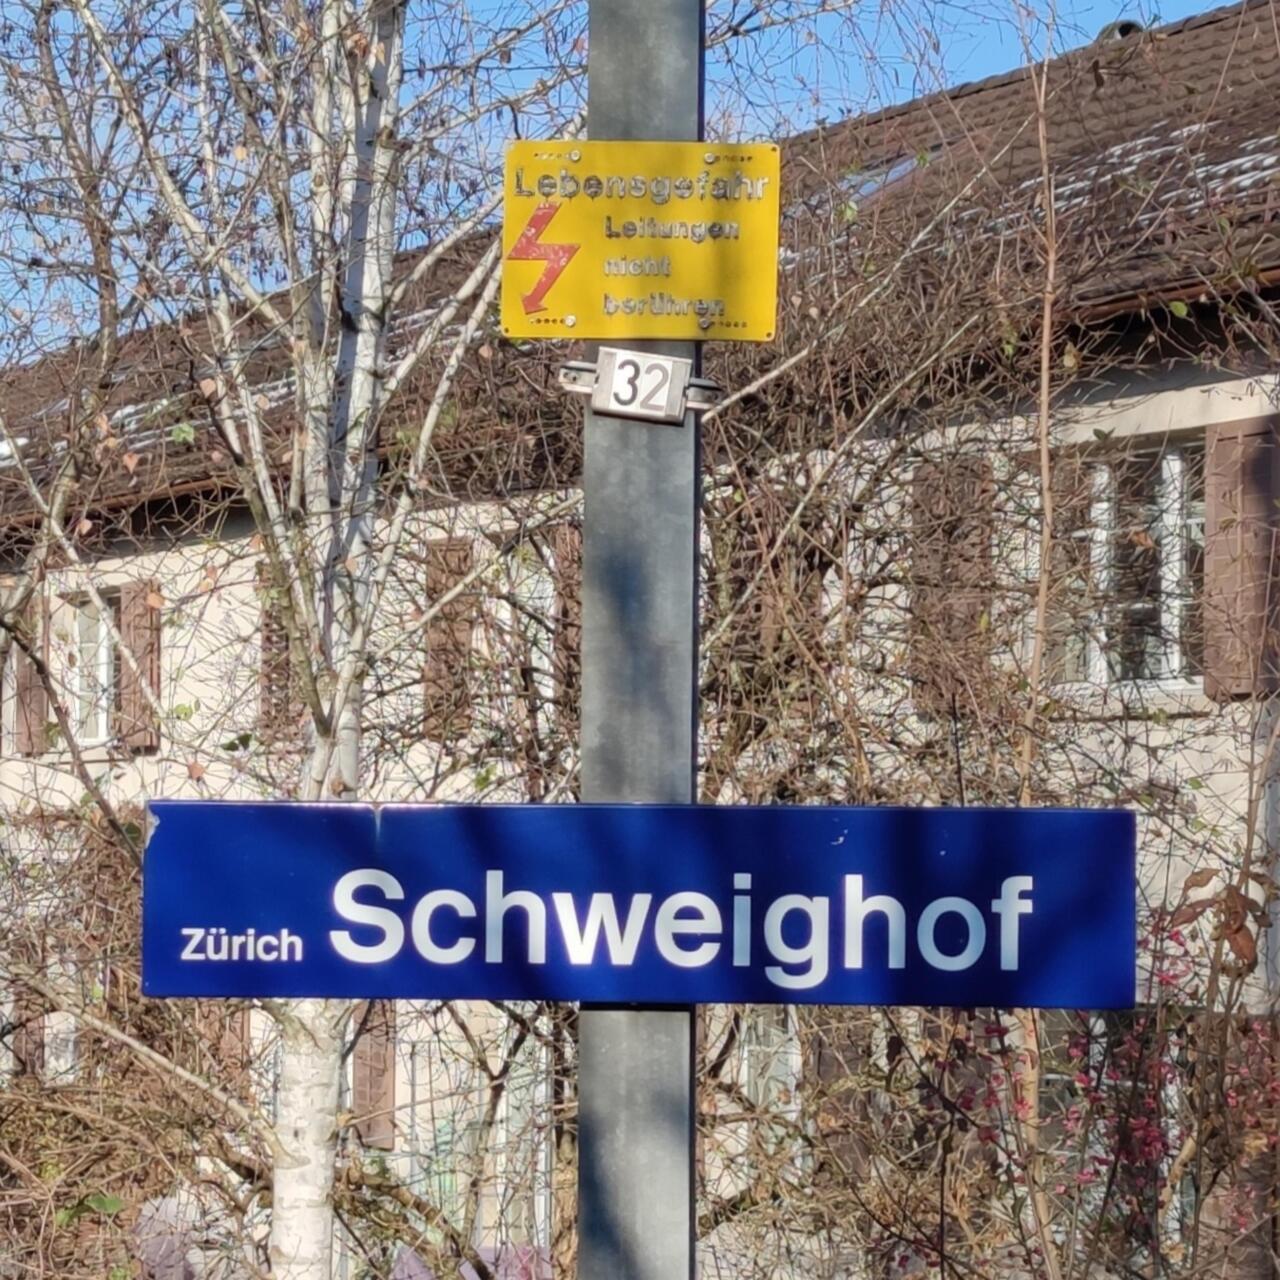 Lebensgefahr
Leitungen
nicht
berühren
32
Zürich Schweighof